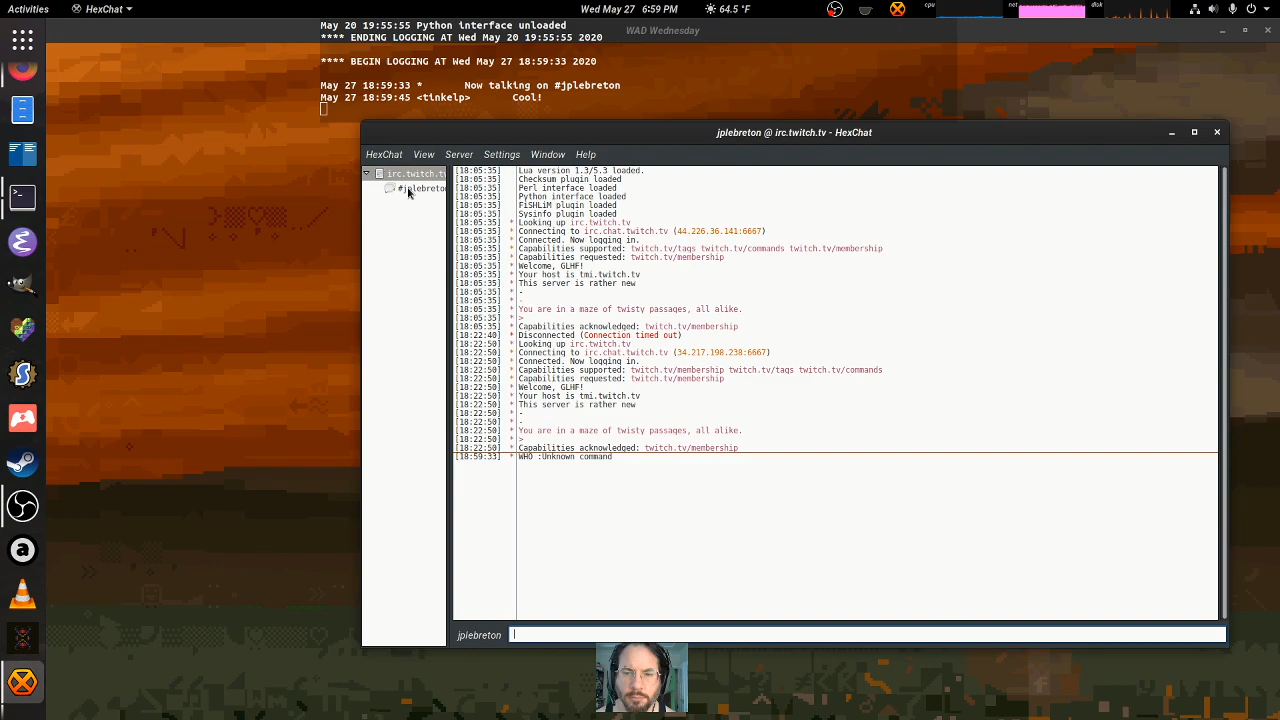 Activities
HexChat
Wed May 27 6:59 PM
64.5 °F
cpu
net
disk
May 20 19:55:55 Python interface unloaded
**** ENDING LOGGING AT Wed May 20 19:55:55 2020
WAD Wednesday
**** BEGIN LOGGING AT Wed May 27 18:59:33 2020
May 27 18:59:33 * Now talking on #jplebreton
May 27 18:59:45 <tinkelp> Cool!
jplebreton @ irc.twitch.tv - HexChat
HexChat View Server Settings Window Help
irc.twitch.tv
#jplebreton
[18:05:35] Lua version 1.3/5.3 loaded.
[18:05:35] Checksum plugin loaded
[18:05:35] Perl interface loaded
[18:05:35] Python interface loaded
[18:05:35] FiSHLiM plugin loaded
[18:05:35] Sysinfo plugin loaded
[18:05:35] * Looking up irc.twitch.tv
[18:05:35] * Connecting to irc.chat.twitch.tv (44.226.36.141:6667)
[18:05:35] * Connected. Now logging in.
[18:05:35] * Capabilities supported: twitch.tv/tags twitch.tv/commands twitch.tv/membership
[18:05:35] * Capabilities requested: twitch.tv/membership
[18:05:35] * Welcome, GLHF!
[18:05:35] * Your host is tmi.twitch.tv
[18:05:35] * This server is rather new
[18:05:35] * -
[18:05:35] * -
[18:05:35] * You are in a maze of twisty passages, all alike.
[18:05:35] * >
[18:05:35] * Capabilities acknowledged: twitch.tv/membership
[18:22:40] * Disconnected (Connection timed out)
[18:22:50] * Looking up irc.twitch.tv
[18:22:50] * Connecting to irc.chat.twitch.tv (34.217.198.238:6667)
[18:22:50] * Connected. Now logging in.
[18:22:50] * Capabilities supported: twitch.tv/membership twitch.tv/tags twitch.tv/commands
[18:22:50] * Capabilities requested: twitch.tv/membership
[18:22:50] * Welcome, GLHF!
[18:22:50] * Your host is tmi.twitch.tv
[18:22:50] * This server is rather new
[18:22:50] * -
[18:22:50] * -
[18:22:50] * You are in a maze of twisty passages, all alike.
[18:22:50] * >
[18:22:50] * Capabilities acknowledged: twitch.tv/membership
[18:59:33] * WHO :Unknown command
jplebreton